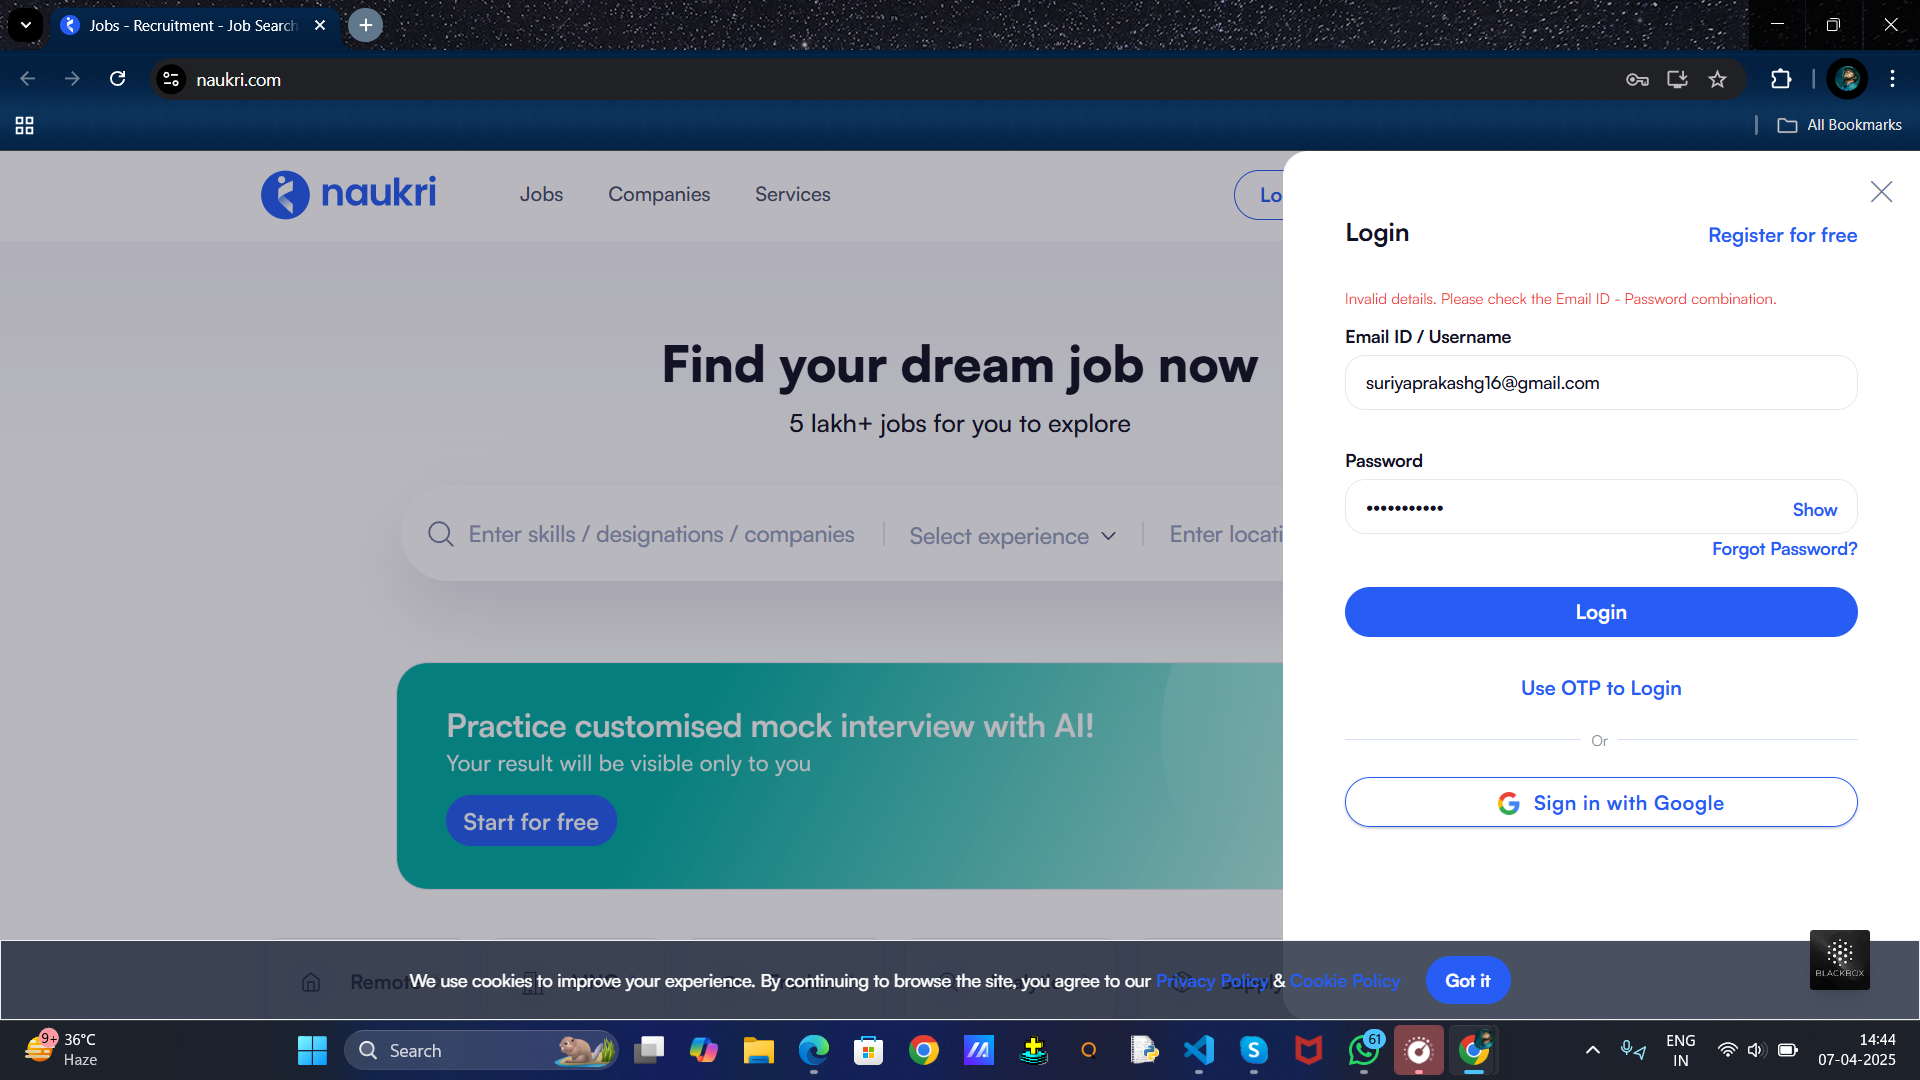 Jobs - Recruitment - Job Search
naukri.com
All Bookmarks
naukri
Jobs
Companies
Services
Lo
Login
Register for free
Invalid details. Please check the Email ID - Password combination.
Email ID / Username
suriyaprakashg16@gmail.com
Password
•••••••••••
Show
Forgot Password?
Login
Use OTP to Login
Or
Sign in with Google
Find your dream job now
5 lakh+ jobs for you to explore
Enter skills / designations / companies
Select experience
Enter locati
Practice customised mock interview with AI!
Your result will be visible only to you
Start for free
We use cookies to improve your experience. By continuing to browse the site, you agree to our Privacy Policy & Cookie Policy
Got it
BLACKBOX
9+
36°C
Haze
Search
61
ENG
IN
14:44
07-04-2025